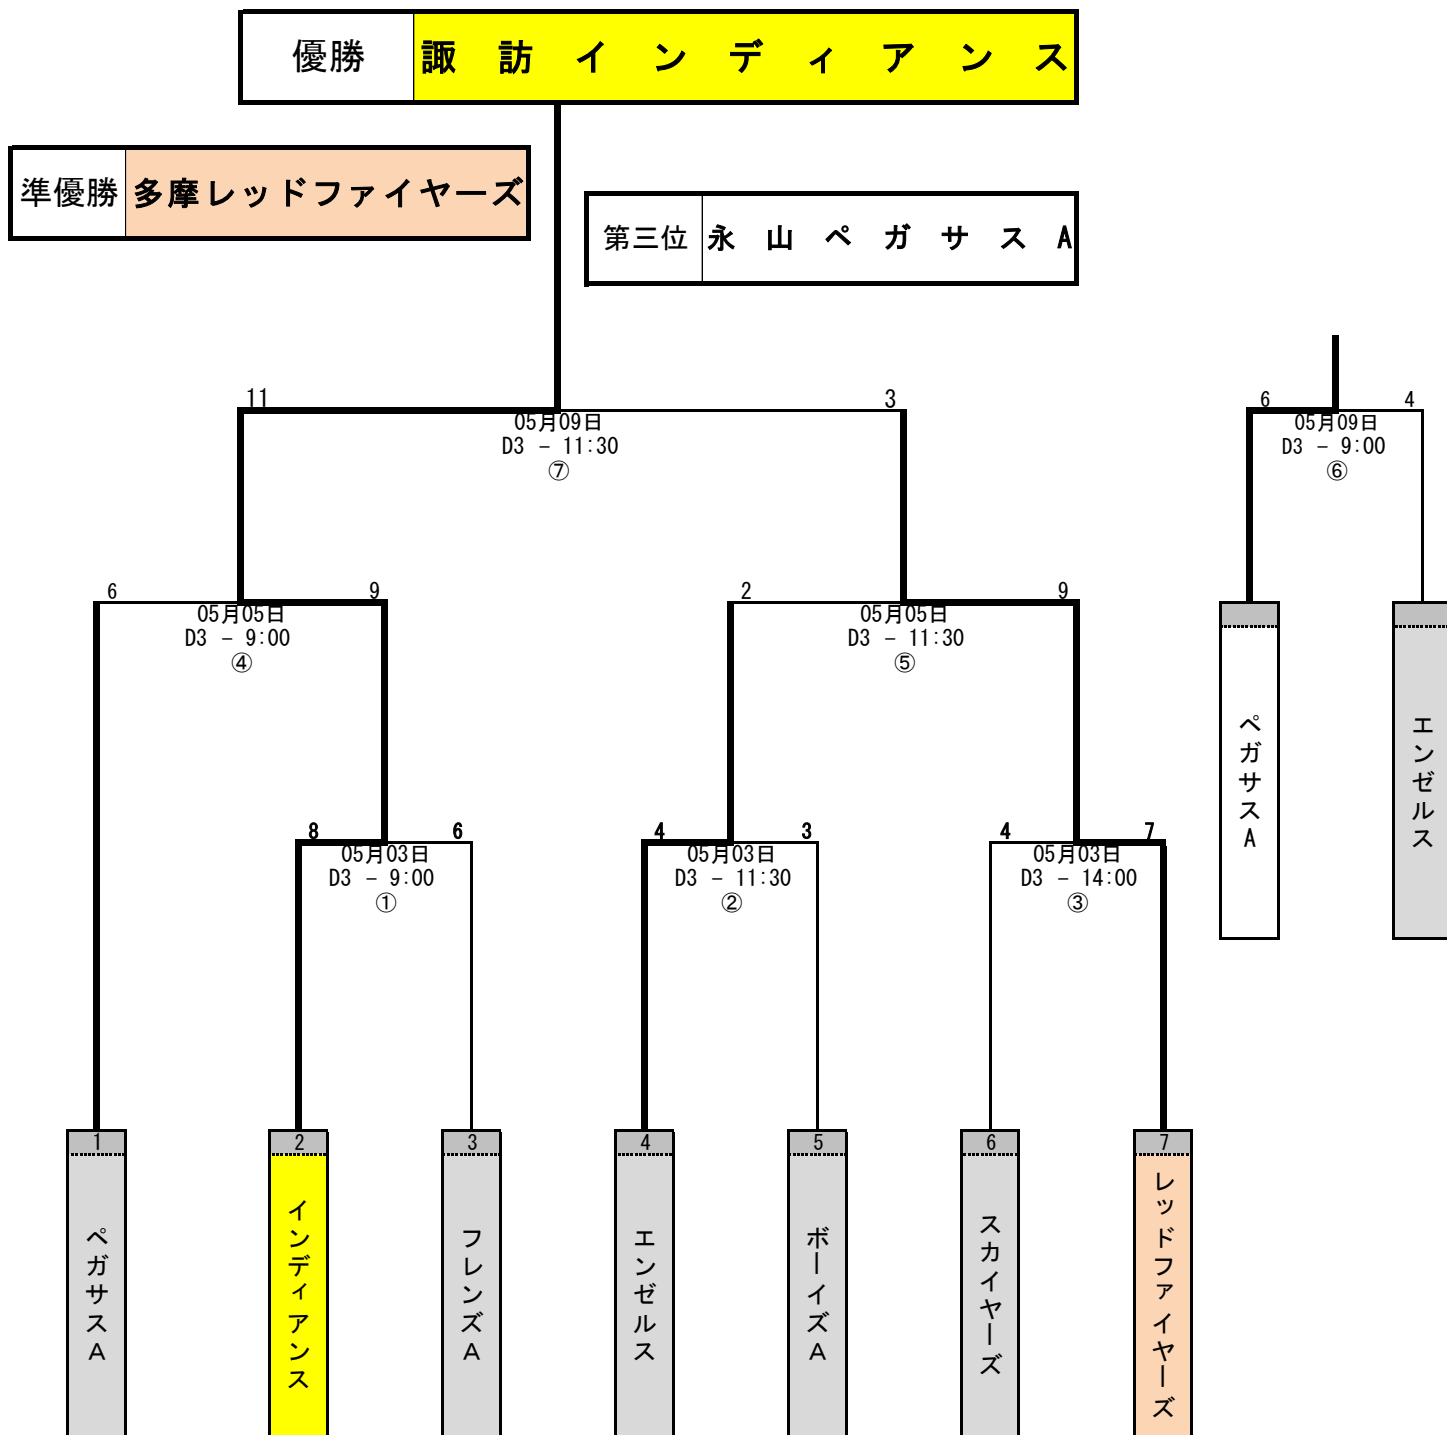 優勝 諏訪インディアンス
準優勝 多摩レッドファイヤーズ
第三位 永山ペガサスA
11 3
05月09日
D3 - 11:30
⑦
6 4
05月09日
D3 - 9:00
⑥
6 9
05月05日
D3 - 9:00
④
2 9
05月05日
D3 - 11:30
⑤
ペガサスA
エンゼルス
8 6
05月03日
D3 - 9:00
①
4 3
05月03日
D3 - 11:30
②
4 7
05月03日
D3 - 14:00
③
1 2 3 4 5 6 7
ペガサスA
インディアンス
フレンズA
エンゼルス
ボーイズA
スカイヤーズ
レッドファイヤーズ